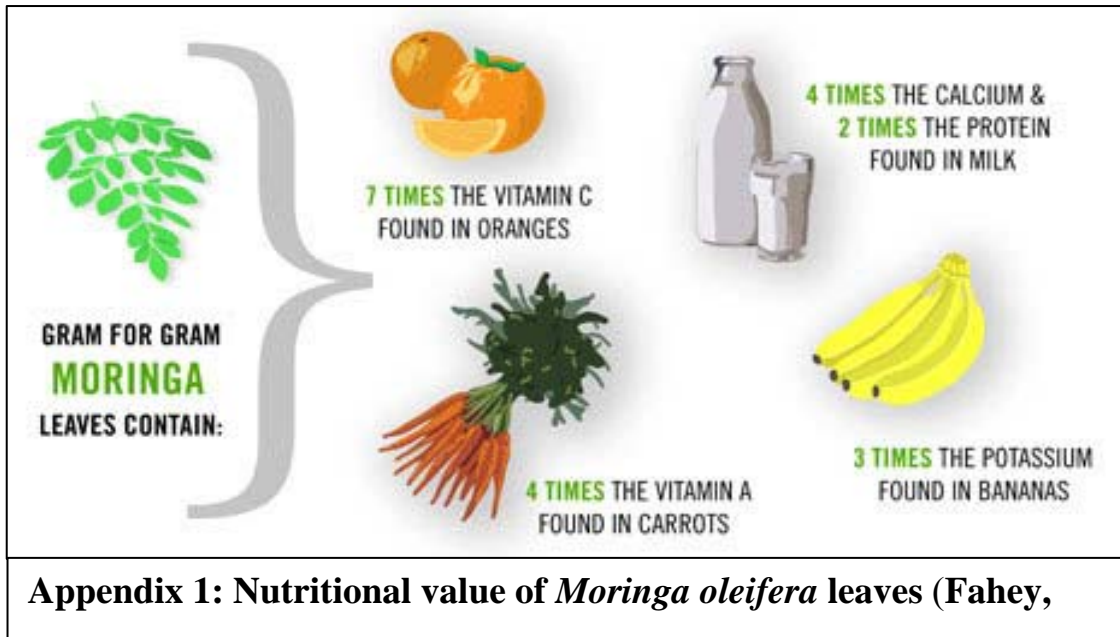 GRAM FOR GRAM
MORINGA
LEAVES CONTAIN:
7 TIMES THE VITAMIN C
FOUND IN ORANGES
4 TIMES THE CALCIUM &
2 TIMES THE PROTEIN
FOUND IN MILK
4 TIMES THE VITAMIN A
FOUND IN CARROTS
3 TIMES THE POTASSIUM
FOUND IN BANANAS
Appendix 1: Nutritional value of Moringa oleifera leaves (Fahey,